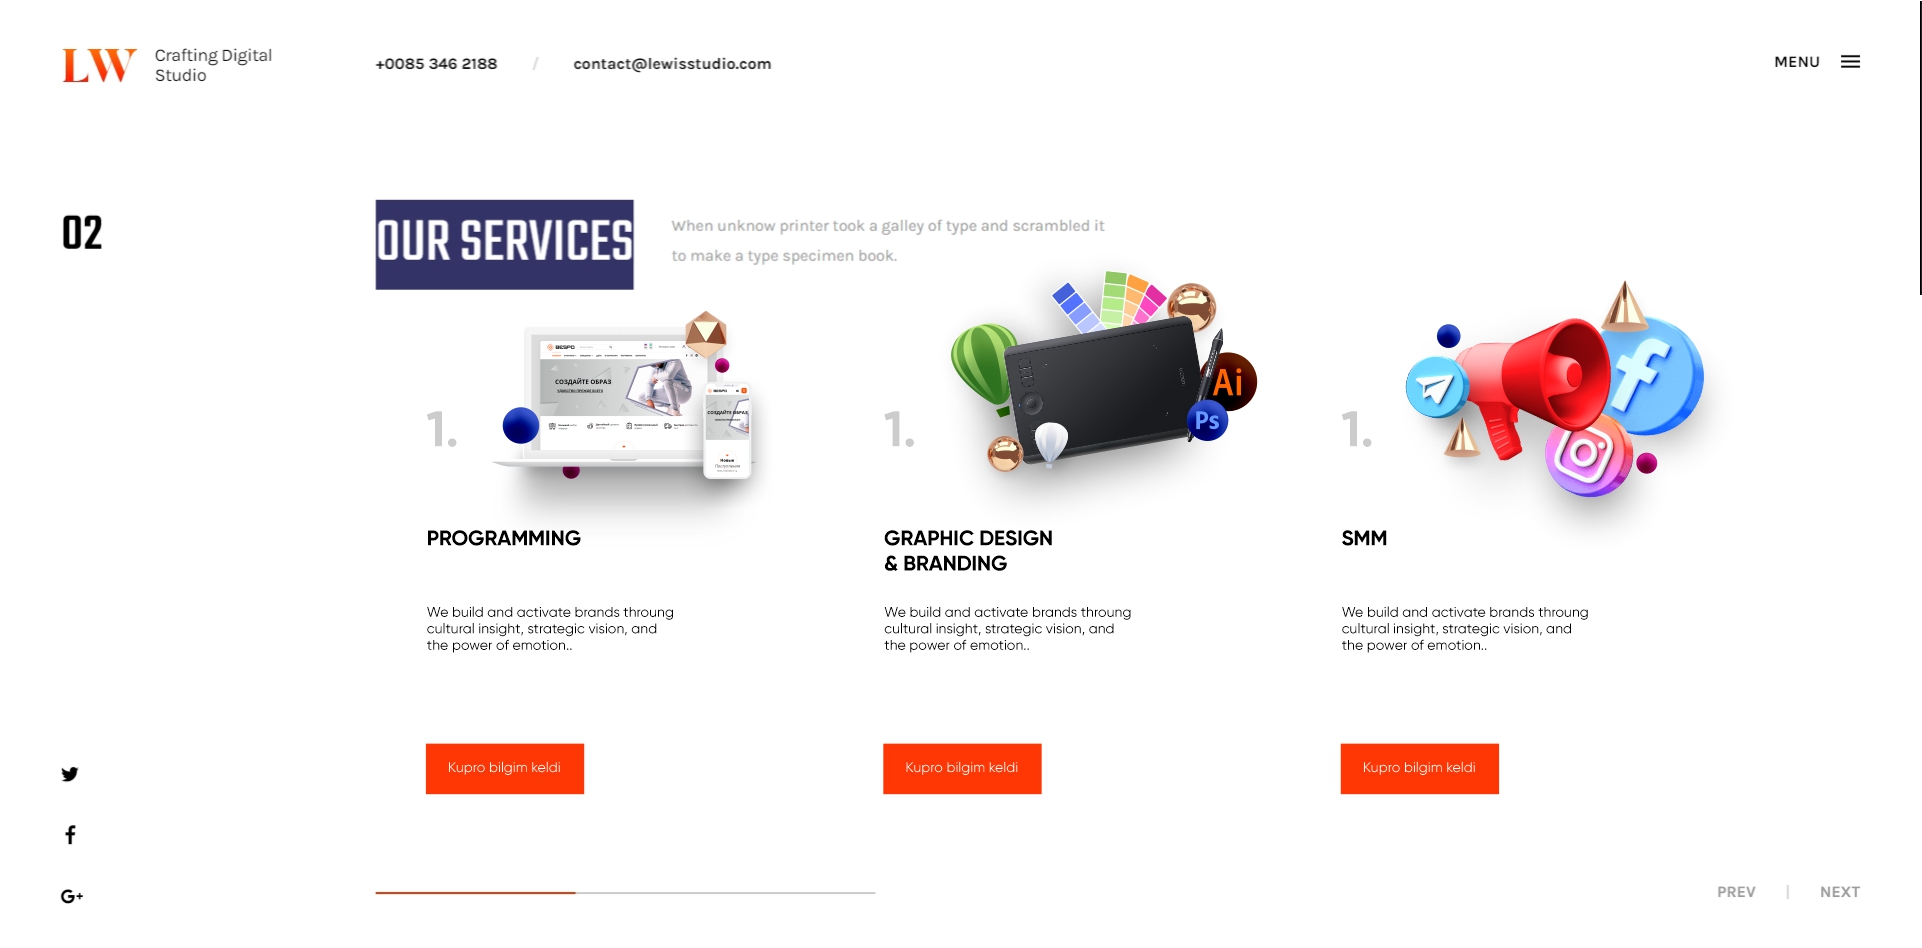 LW
Crafting Digital
Studio
+0085 346 2188 / contact@lewisstudio.com
MENU
02
OUR SERVICES
When unknow printer took a galley of type and scrambled it
to make a type specimen book.
1.
BESPO
СОЗДАЙТЕ ОБРАЗ
BESPO
СОЗДАЙТЕ ОБРАЗ
Новые
1.
Ai
Ps
1.
PROGRAMMING
We build and activate brands throung
cultural insight, strategic vision, and
the power of emotion..
Kupro bilgim keldi
GRAPHIC DESIGN
& BRANDING
We build and activate brands throung
cultural insight, strategic vision, and
the power of emotion..
Kupro bilgim keldi
SMM
We build and activate brands throung
cultural insight, strategic vision, and
the power of emotion..
Kupro bilgim keldi
G+
PREV | NEXT